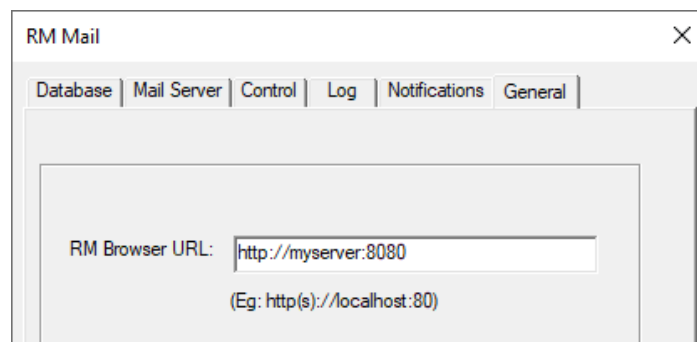 RM Mail
Database Mail Server Control Log Notifications General
RM Browser URL: http://myserver:8080
(Eg: http(s)://localhost:80)